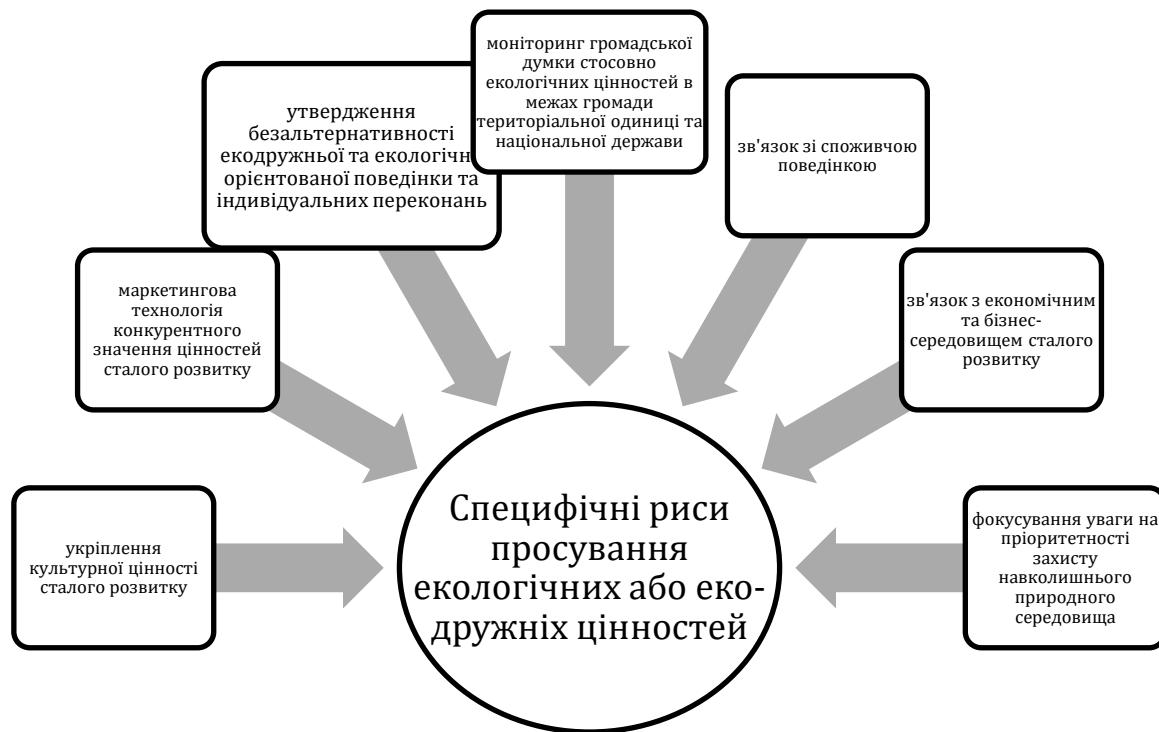 укріплення
культурної цінності
сталого розвитку
маркетингова
технологія
конкурентного
значення цінностей
сталого розвитку
утвердження
безальтернативності
екодружньої та екологічн
орієнтованої поведінки та
індивідуальних переконань
моніторинг громадської
думки стосовно
екологічних цінностей в
межах громади
територіальної одиниці та
національної держави
зв'язок зі споживчою
поведінкою
зв'язок з економічним
та бізнес-
середовищем сталого
розвитку
фокусування уваги на
пріоритетності
захисту
навколишнього
природного
середовища
Специфічні риси
просування
екологічних або еко-
дружніх цінностей